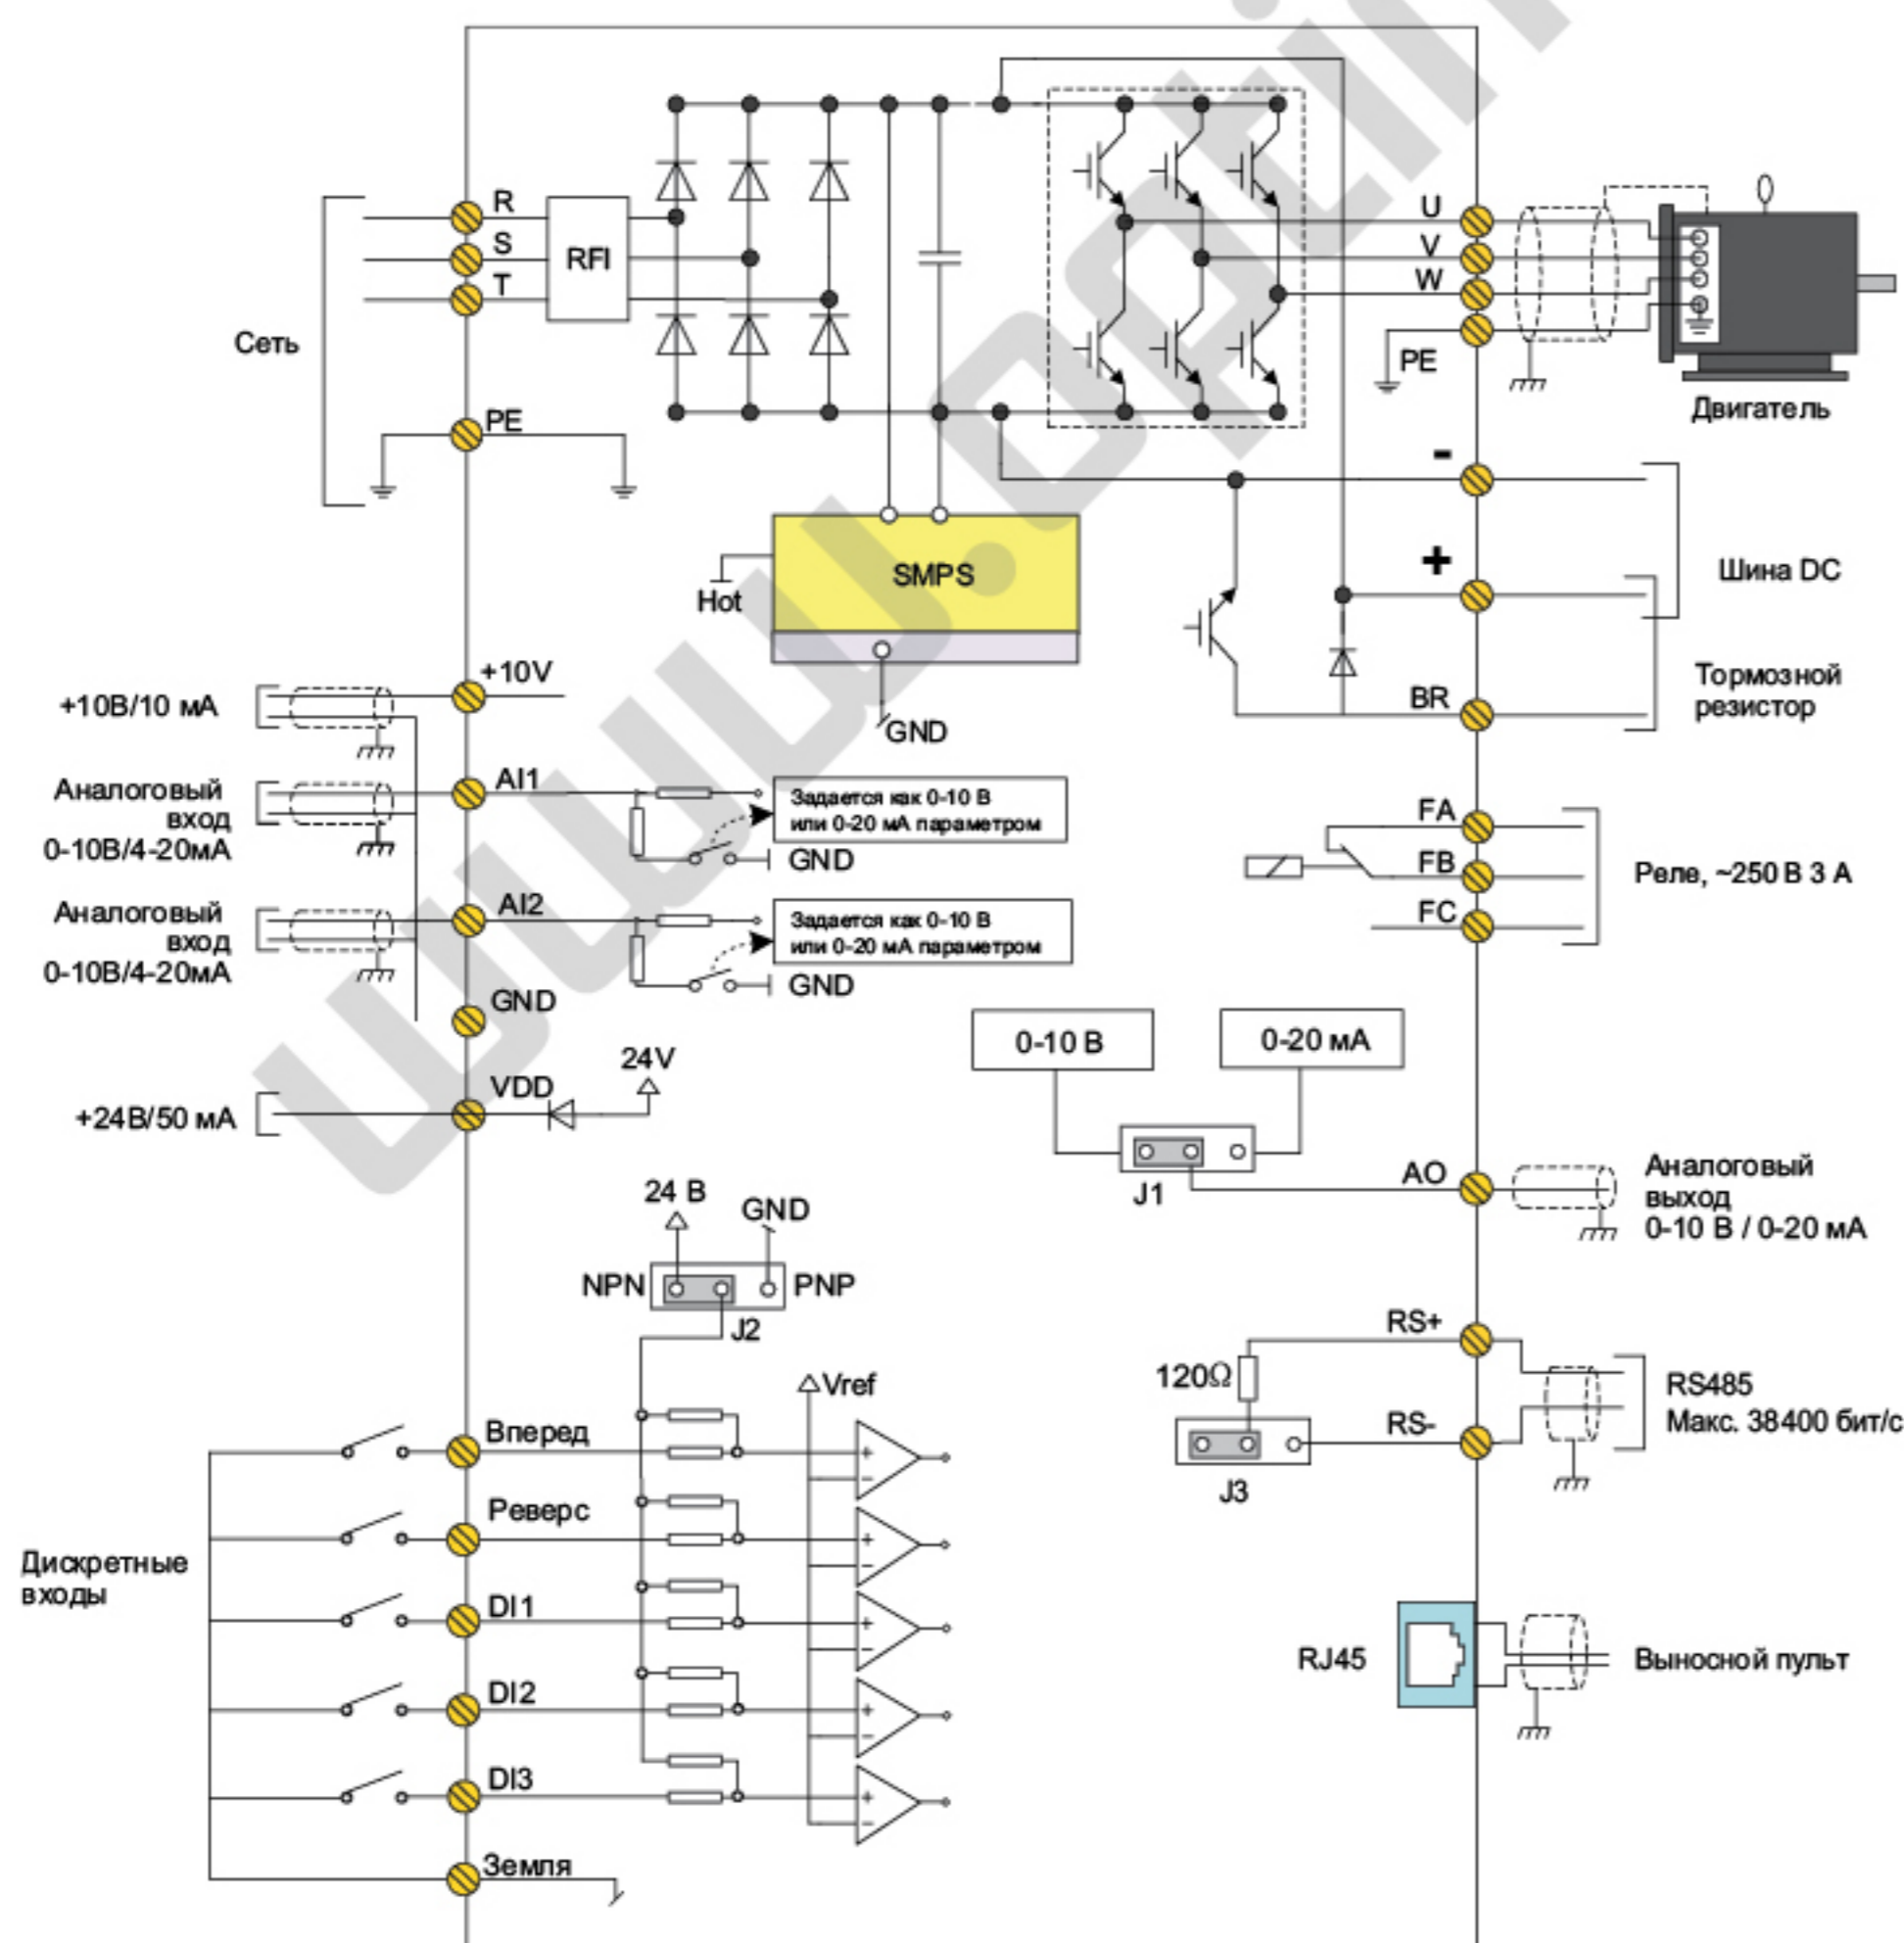 www.optim
R
S
T
RFI
Сеть
PE
U
V
W
PE
Двигатель
-
+
Шина DC
SMPS
Hot
GND
BR
Тормозной
резистор
+10V
+10В/10 мА
AI1
Аналоговый
вход
0-10В/4-20мА
Задается как 0-10 В
или 0-20 мА параметром
GND
AI2
Аналоговый
вход
0-10В/4-20мА
Задается как 0-10 В
или 0-20 мА параметром
GND
GND
VDD
24V
+24В/50 мА
FA
FB
FC
Реле, ~250 В 3 А
0-10 В
0-20 мА
J1
AO
Аналоговый
выход
0-10 В / 0-20 мА
24 В
GND
NPN
PNP
J2
Vref
RS+
120Ω
RS-
J3
RS485
Макс. 38400 бит/с
Вперед
+
−
Реверс
+
−
DI1
+
−
DI2
+
−
DI3
+
−
Дискретные
входы
Земля
RJ45
Выносной пульт